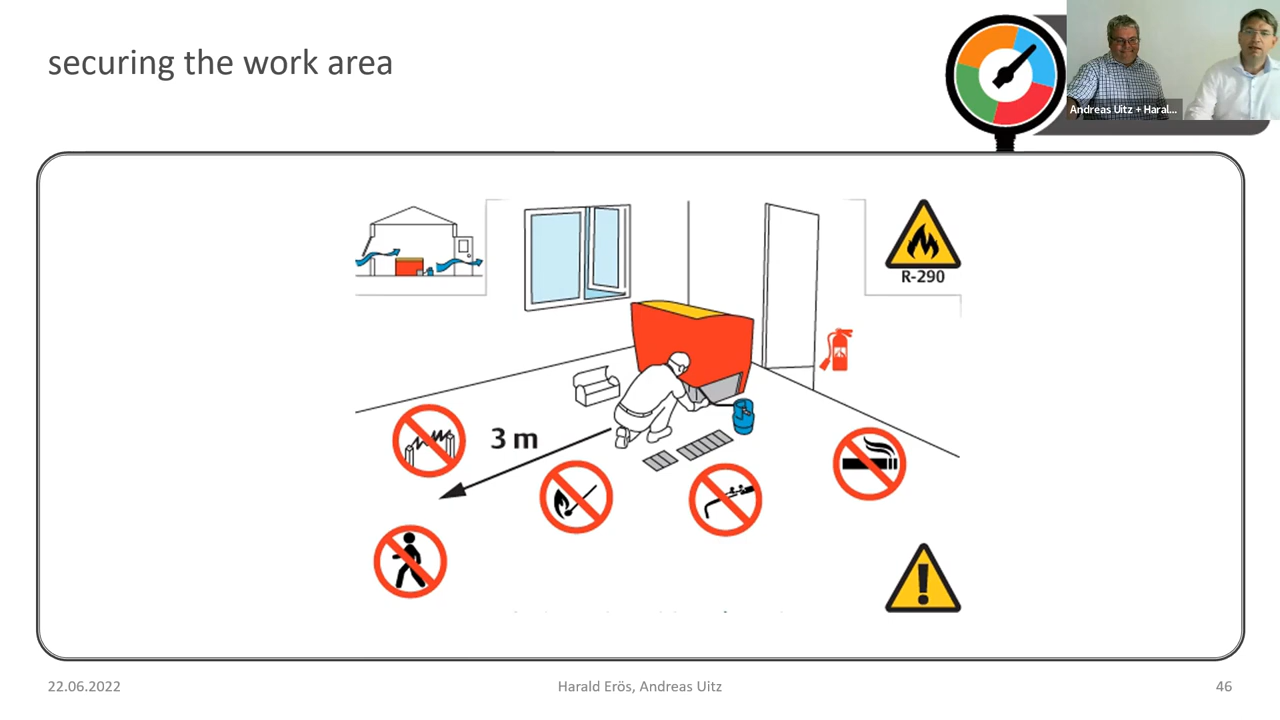 securing the work area
Andreas Uitz + Haral...
R-290
3 m
22.06.2022
Harald Erös, Andreas Uitz
46